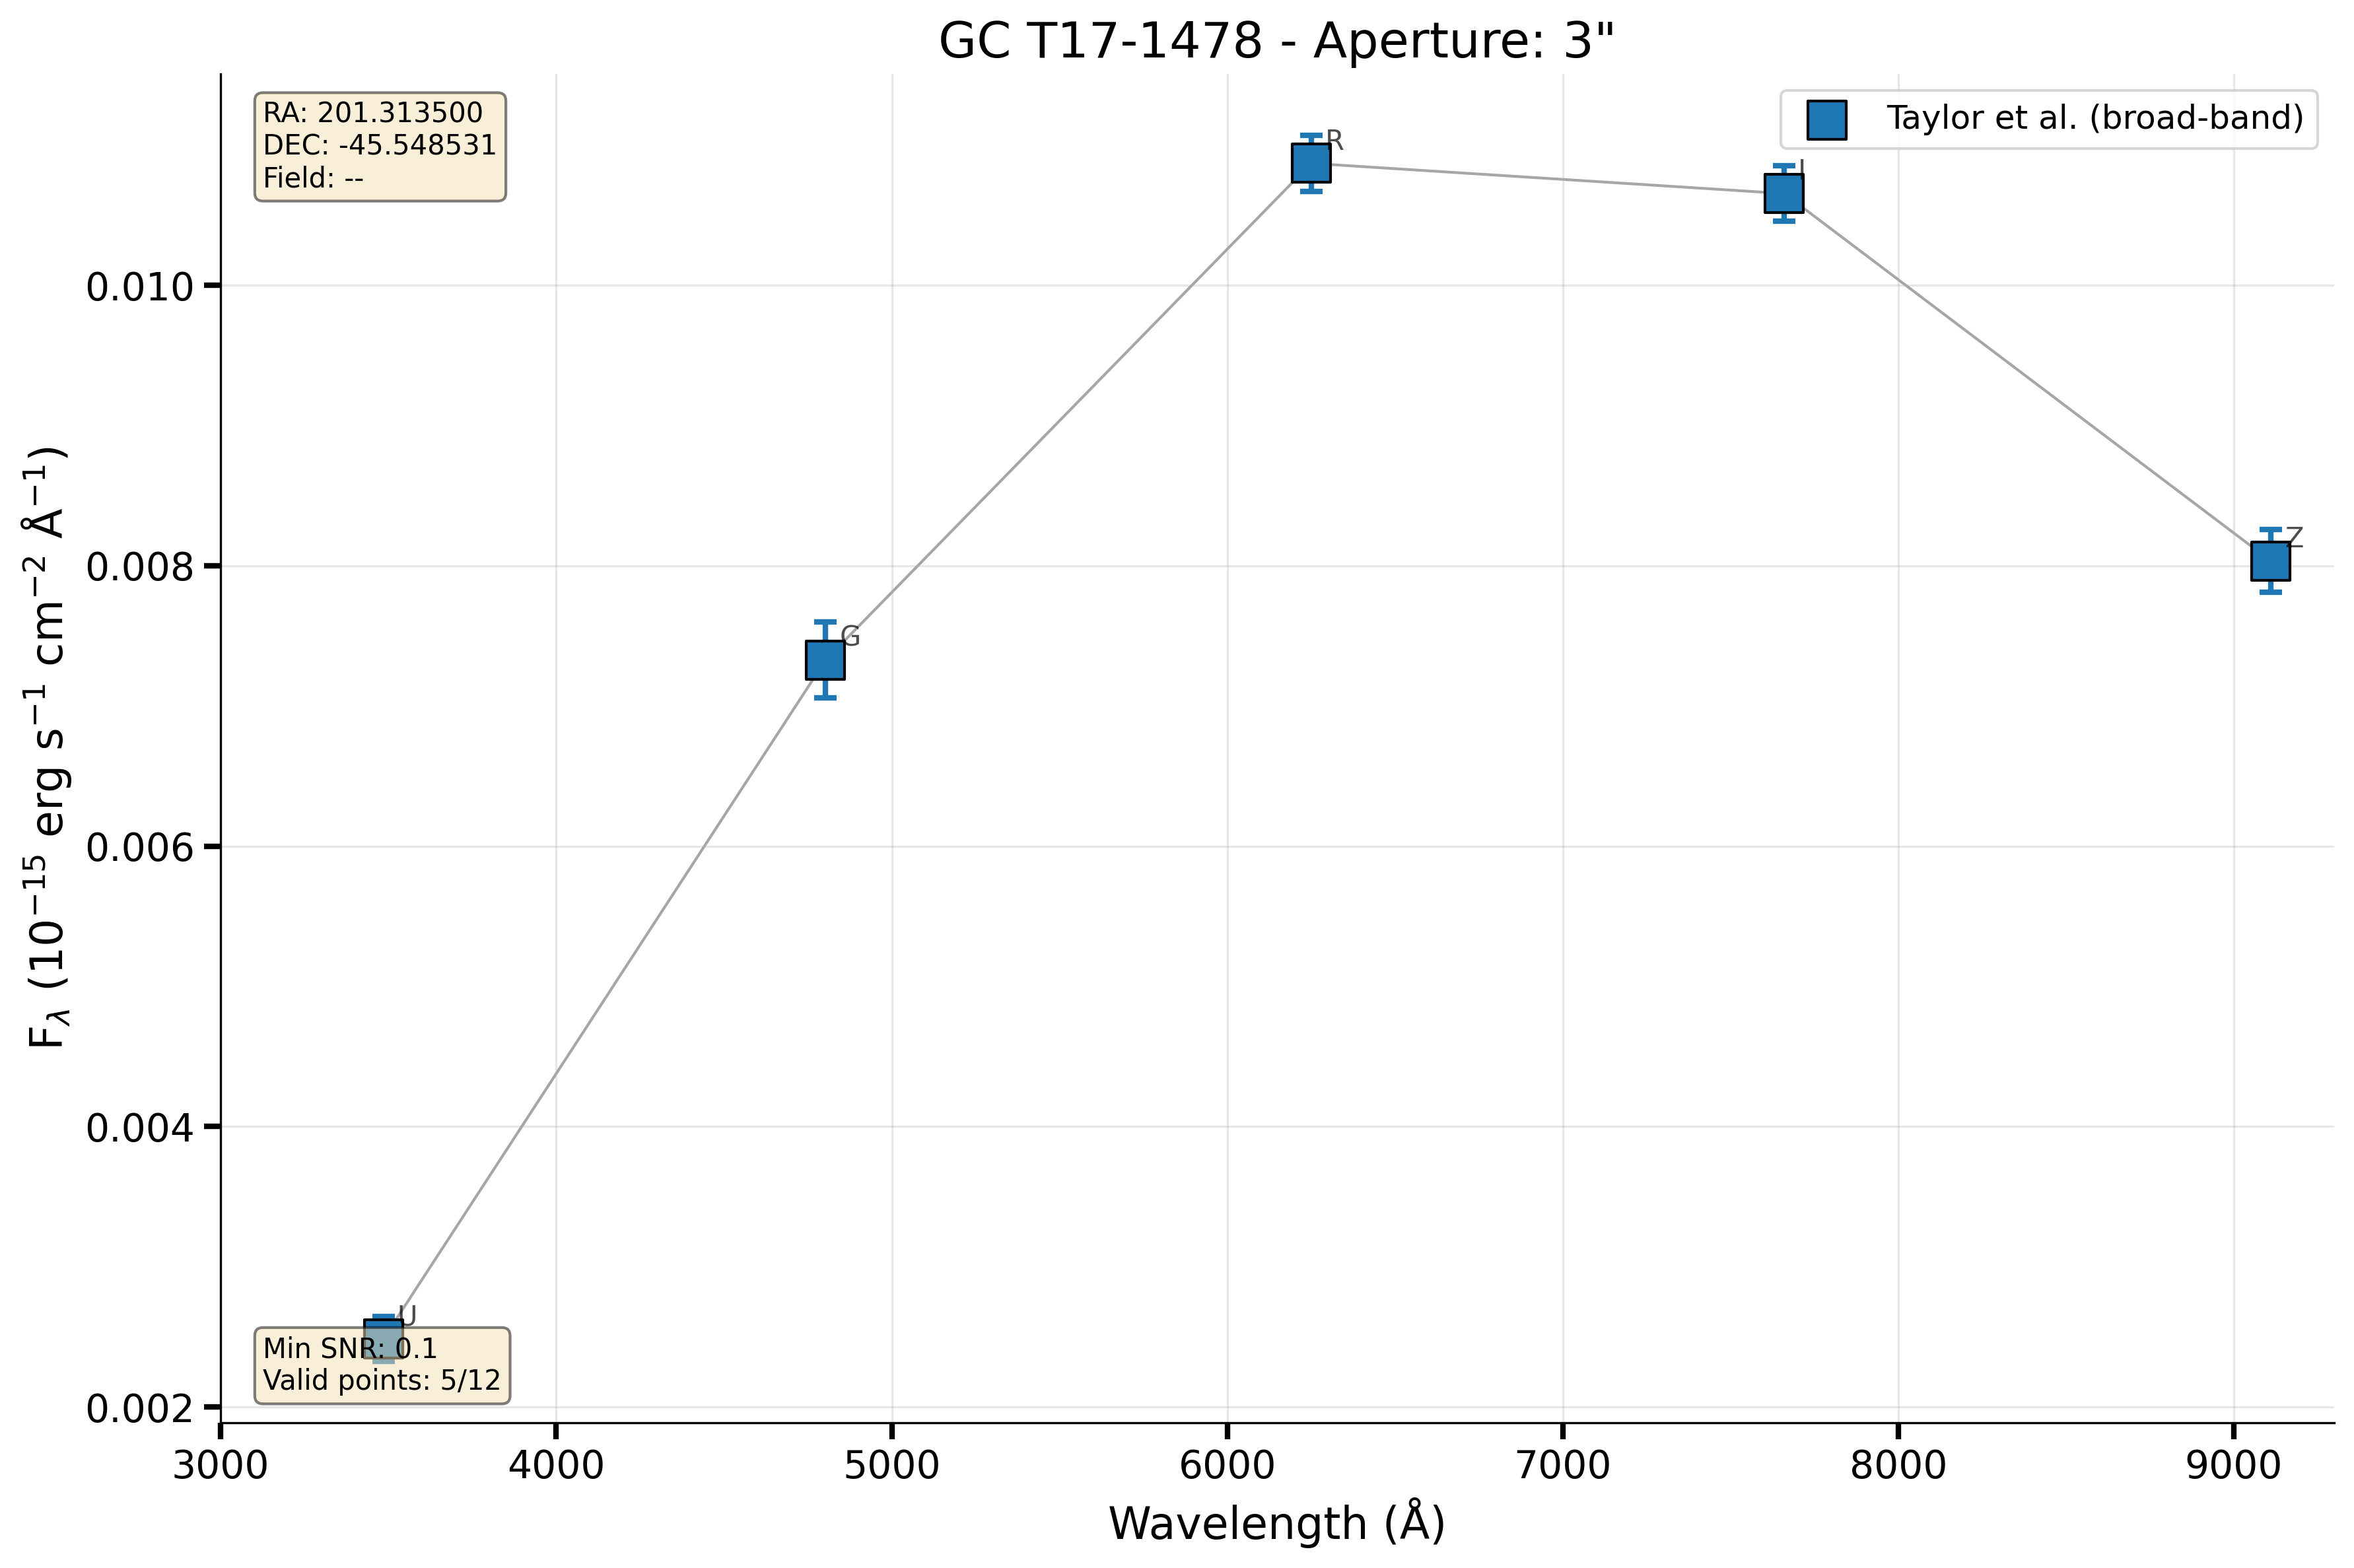 GC T17-1478 - Aperture: 3"
RA: 201.313500
DEC: -45.548531
Field: --
Taylor et al. (broad-band)
R
I
Z
G
U
Min SNR: 0.1
Valid points: 5/12
F_λ (10⁻¹⁵ erg s⁻¹ cm⁻² Å⁻¹)
0.010
0.008
0.006
0.004
0.002
3000 4000 5000 6000 7000 8000 9000
Wavelength (Å)